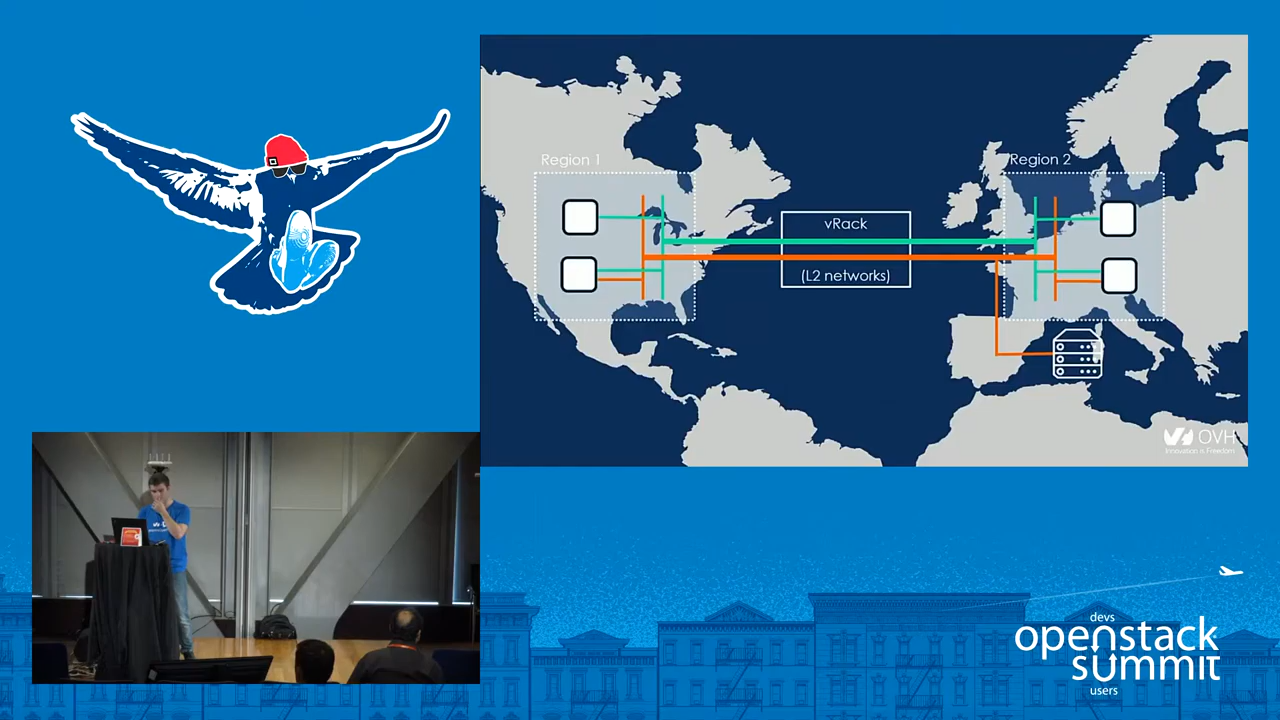 Region 1
Region 2
vRack
(L2 networks)
OVH
Innovation is Freedom
devs
openstack
summit
users